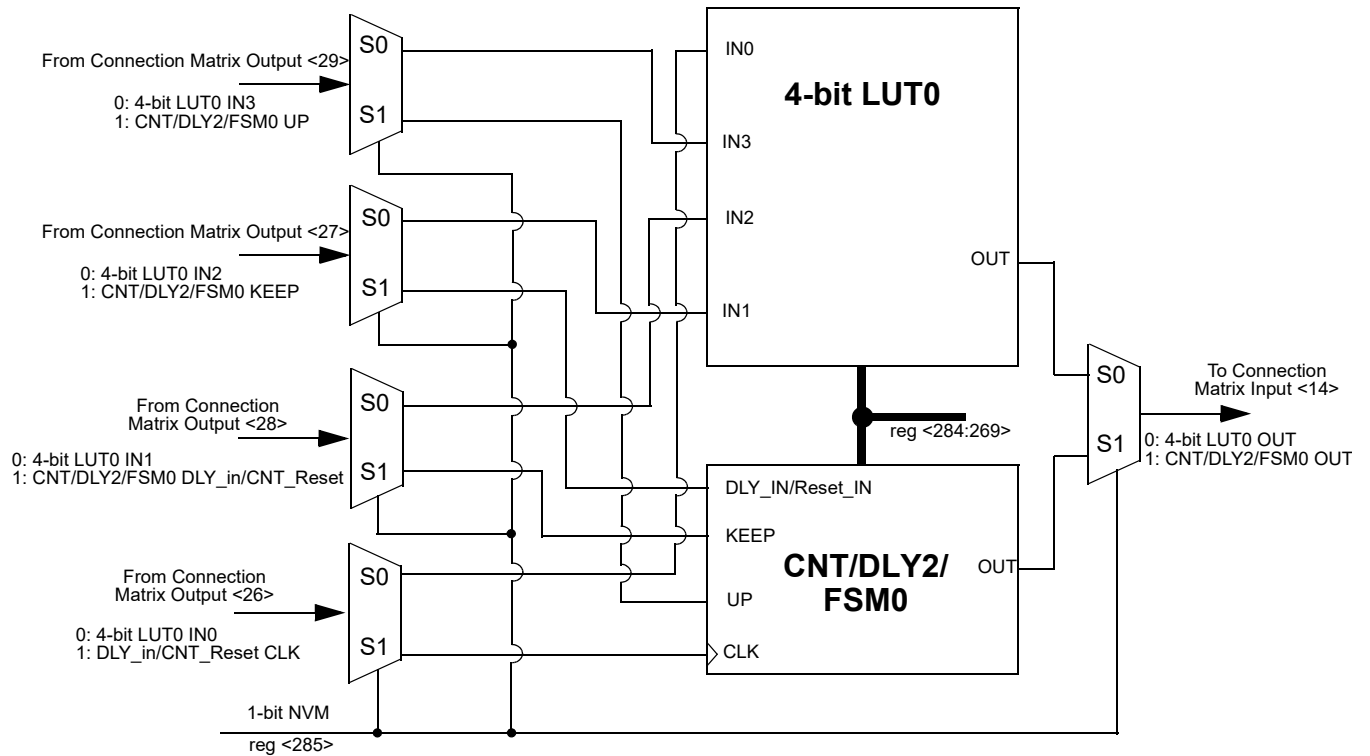 From Connection Matrix Output <29>
0: 4-bit LUT0 IN3
1: CNT/DLY2/FSM0 UP
S0
S1
From Connection Matrix Output <27>
0: 4-bit LUT0 IN2
1: CNT/DLY2/FSM0 KEEP
S0
S1
From Connection
Matrix Output <28>
0: 4-bit LUT0 IN1
1: CNT/DLY2/FSM0 DLY_in/CNT_Reset
S0
S1
From Connection
Matrix Output <26>
0: 4-bit LUT0 IN0
1: DLY_in/CNT_Reset CLK
S0
S1
1-bit NVM
reg <285>
4-bit LUT0
IN0
IN3
IN2
IN1
OUT
reg <284:269>
DLY_IN/Reset_IN
KEEP
UP
CLK
CNT/DLY2/
FSM0
OUT
S0
S1
To Connection
Matrix Input <14>
0: 4-bit LUT0 OUT
1: CNT/DLY2/FSM0 OUT